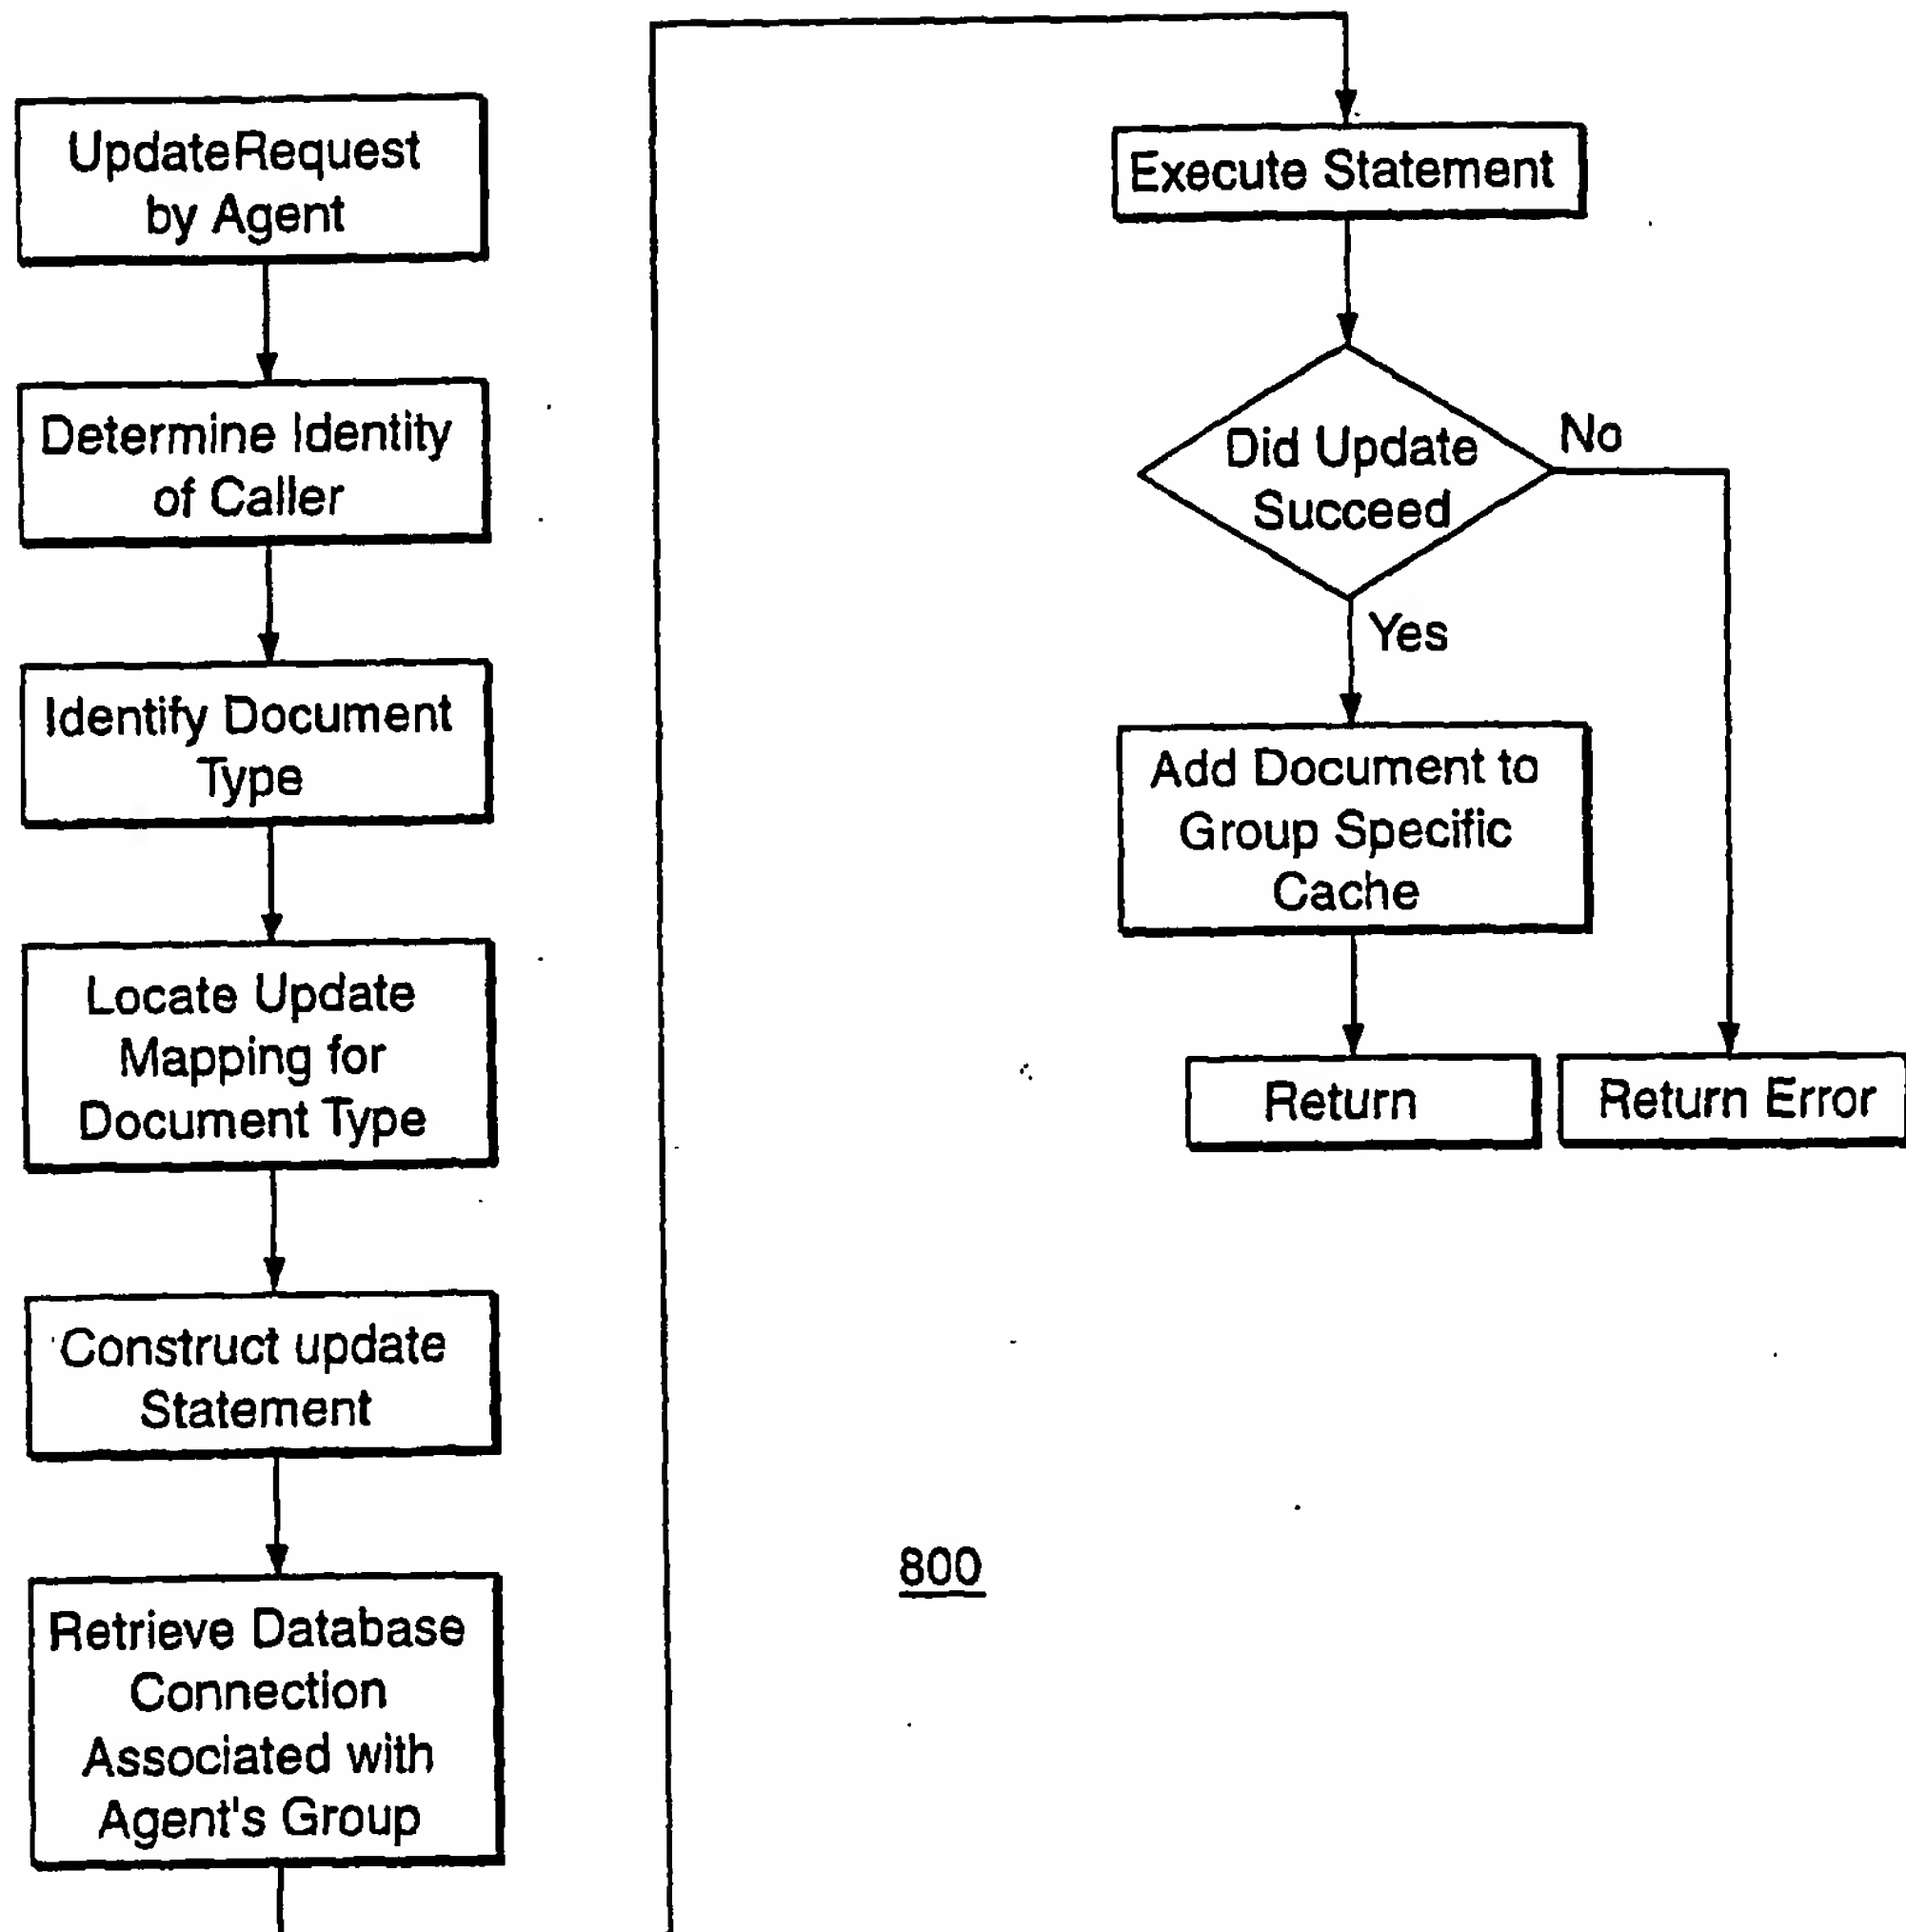 UpdateRequest
by Agent
Determine Identity
of Caller
Identify Document
Type
Locate Update
Mapping for
Document Type
Construct update
Statement
Retrieve Database
Connection
Associated with
Agent's Group
Execute Statement
Did Update
Succeed
No
Yes
Add Document to
Group Specific
Cache
Return
Return Error
800